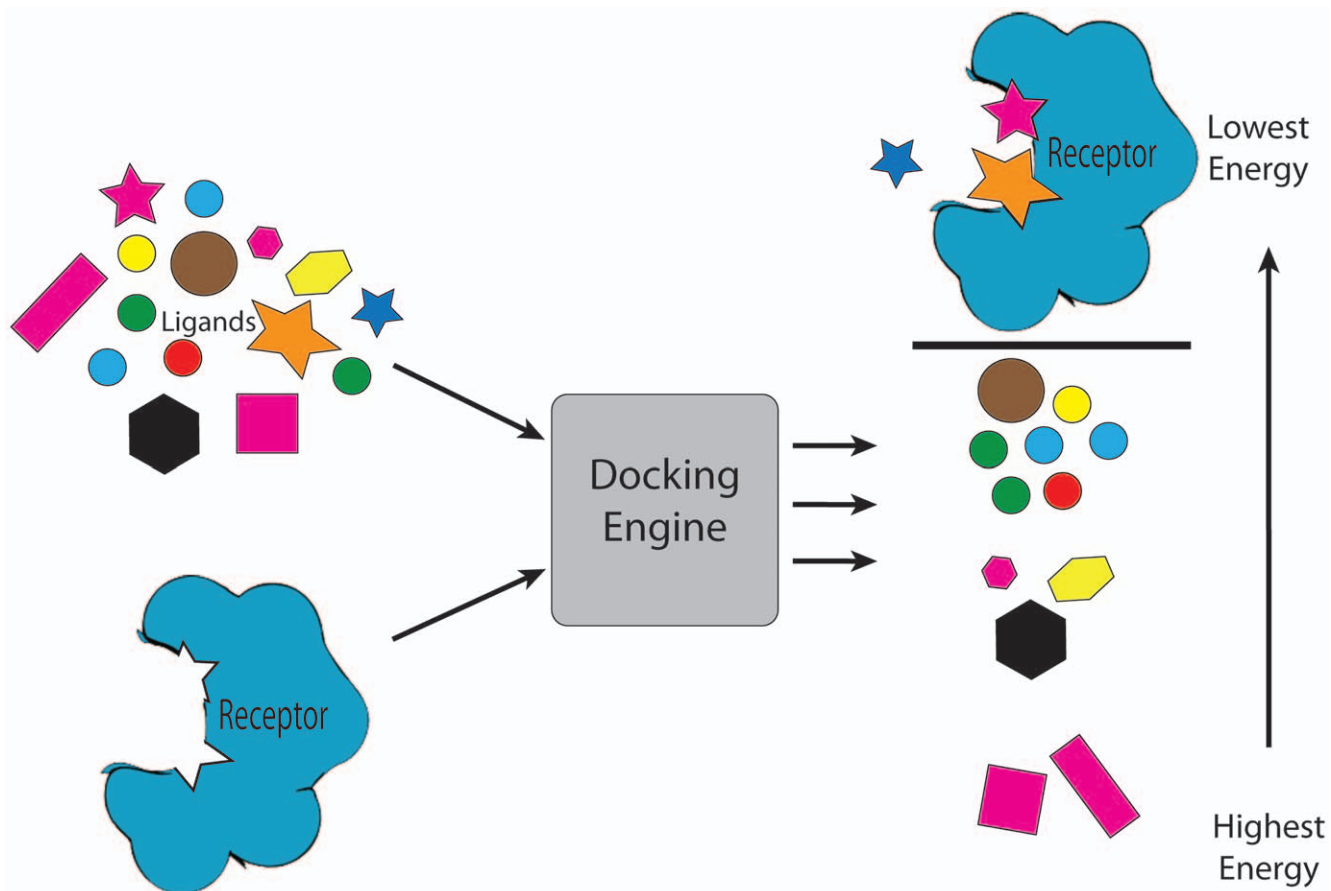 Ligands
Receptor
Docking
Engine
Receptor
Lowest
Energy
Highest
Energy